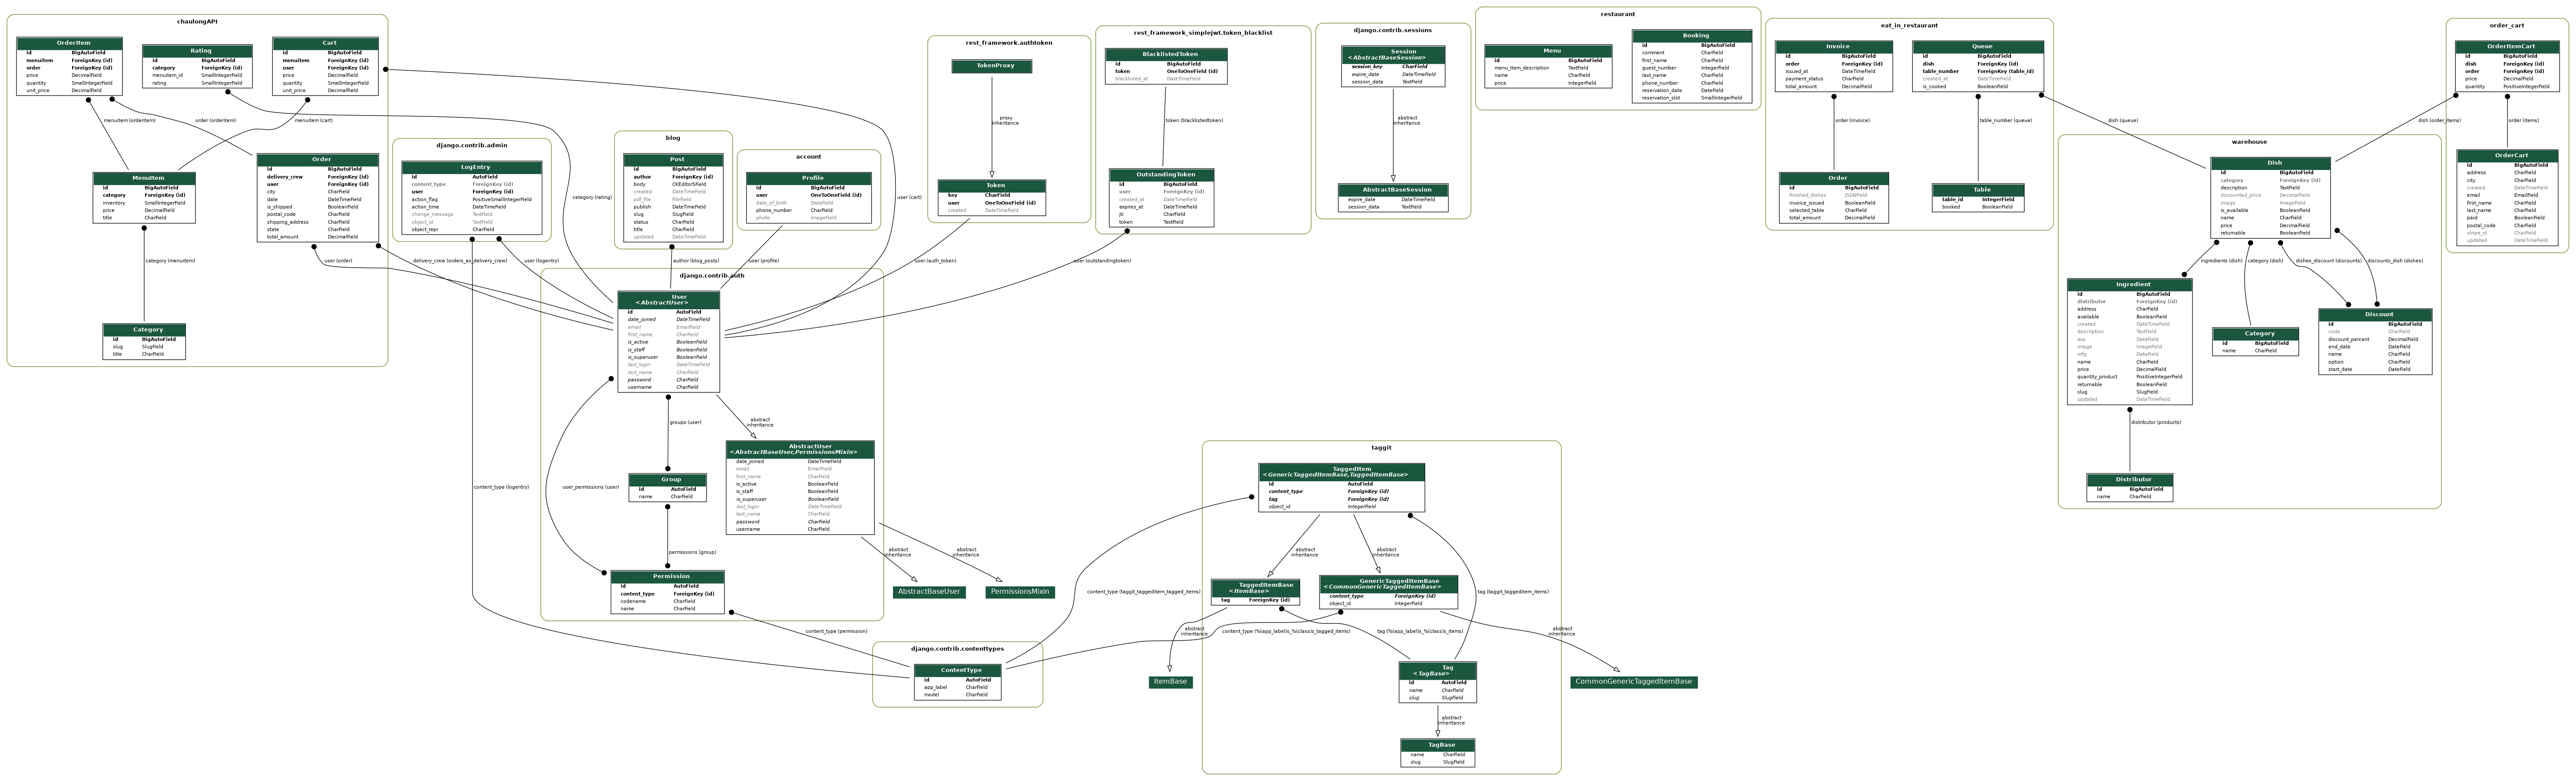 chaulongAPI
OrderItem
id BigAutoField
menuitem ForeignKey (id)
order ForeignKey (id)
price DecimalField
quantity SmallIntegerField
unit_price DecimalField
Rating
id BigAutoField
category ForeignKey (id)
menuitem_id SmallIntegerField
rating SmallIntegerField
Cart
id BigAutoField
menuitem ForeignKey (id)
user ForeignKey (id)
price DecimalField
quantity SmallIntegerField
unit_price DecimalField
menuitem (orderitem)
order (orderitem)
menuitem (cart)
MenuItem
id BigAutoField
category ForeignKey (id)
inventory SmallIntegerField
price DecimalField
title CharField
Order
id BigAutoField
delivery_crew ForeignKey (id)
user ForeignKey (id)
city CharField
date DateTimeField
is_shipped BooleanField
postal_code CharField
shipping_address CharField
state CharField
total_amount DecimalField
category (menuitem)
Category
id BigAutoField
slug SlugField
title CharField
user (order)
delivery_crew (orders_as_delivery_crew)
user (logentry)
category (rating)
user (cart)
django.contrib.admin
LogEntry
id AutoField
content_type ForeignKey (id)
user ForeignKey (id)
action_flag PositiveSmallIntegerField
action_time DateTimeField
change_message TextField
object_id TextField
object_repr CharField
content_type (logentry)
blog
Post
id BigAutoField
author ForeignKey (id)
body CKEditor5Field
created DateTimeField
pdf_file FileField
publish DateTimeField
slug SlugField
status CharField
title CharField
updated DateTimeField
author (blog_posts)
account
Profile
id BigAutoField
user OneToOneField (id)
date_of_birth DateField
phone_number CharField
photo ImageField
user (profile)
django.contrib.auth
User
<AbstractUser>
id AutoField
date_joined DateTimeField
email EmailField
first_name CharField
is_active BooleanField
is_staff BooleanField
is_superuser BooleanField
last_login DateTimeField
last_name CharField
password CharField
username CharField
groups (user)
abstract
inheritance
user_permissions (user)
AbstractUser
<AbstractBaseUser,PermissionsMixin>
date_joined DateTimeField
email EmailField
first_name CharField
is_active BooleanField
is_staff BooleanField
is_superuser BooleanField
last_login DateTimeField
last_name CharField
password CharField
username CharField
Group
id AutoField
name CharField
permissions (group)
Permission
id AutoField
content_type ForeignKey (id)
codename CharField
name CharField
abstract
inheritance
abstract
inheritance
AbstractBaseUser
PermissionsMixin
content_type (permission)
django.contrib.contenttypes
ContentType
id AutoField
app_label CharField
model CharField
rest_framework.authtoken
TokenProxy
proxy
inheritance
Token
key CharField
user OneToOneField (id)
created DateTimeField
user (auth_token)
rest_framework_simplejwt.token_blacklist
BlacklistedToken
id BigAutoField
token OneToOneField (id)
blacklisted_at DateTimeField
token (blacklistedtoken)
OutstandingToken
id BigAutoField
user ForeignKey (id)
created_at DateTimeField
expires_at DateTimeField
jti CharField
token TextField
user (outstandingtoken)
django.contrib.sessions
Session
<AbstractBaseSession>
session_key CharField
expire_date DateTimeField
session_data TextField
abstract
inheritance
AbstractBaseSession
expire_date DateTimeField
session_data TextField
restaurant
Menu
id BigAutoField
menu_item_description TextField
name CharField
price IntegerField
Booking
id BigAutoField
comment CharField
first_name CharField
guest_number IntegerField
last_name CharField
phone_number CharField
reservation_date DateField
reservation_slot SmallIntegerField
eat_in_restaurant
Invoice
id BigAutoField
order ForeignKey (id)
issued_at DateTimeField
payment_status CharField
total_amount DecimalField
Queue
id BigAutoField
dish ForeignKey (id)
table_number ForeignKey (table_id)
created_at DateTimeField
is_cooked BooleanField
order (invoice)
table_number (queue)
dish (queue)
Order
id BigAutoField
finished_dishes JSONField
invoice_issued BooleanField
selected_table CharField
total_amount DecimalField
Table
table_id IntegerField
booked BooleanField
order_cart
OrderItemCart
id BigAutoField
dish ForeignKey (id)
order ForeignKey (id)
price DecimalField
quantity PositiveIntegerField
dish (order_items)
order (items)
OrderCart
id BigAutoField
address CharField
city CharField
created DateTimeField
email EmailField
first_name CharField
last_name CharField
paid BooleanField
postal_code CharField
stripe_id CharField
updated DateTimeField
warehouse
Dish
id BigAutoField
category ForeignKey (id)
description TextField
discounted_price DecimalField
image ImageField
is_available BooleanField
name CharField
price DecimalField
returnable BooleanField
ingredients (dish)
category (dish)
dishes_discount (discounts)
discounts_dish (dishes)
Ingredient
id BigAutoField
distributor ForeignKey (id)
address CharField
available BooleanField
created DateTimeField
description TextField
exp DateField
image ImageField
mfg DateField
name CharField
price DecimalField
quantity_product PositiveIntegerField
returnable BooleanField
slug SlugField
updated DateTimeField
Category
id BigAutoField
name CharField
Discount
id BigAutoField
code CharField
discount_percent DecimalField
end_date DateField
name CharField
option CharField
start_date DateField
distributor (products)
Distributor
id BigAutoField
name CharField
taggit
TaggedItem
<GenericTaggedItemBase,TaggedItemBase>
id AutoField
content_type ForeignKey (id)
tag ForeignKey (id)
object_id IntegerField
abstract
inheritance
abstract
inheritance
content_type (taggit_taggeditem_tagged_items)
tag (taggit_taggeditem_items)
TaggedItemBase
<ItemBase>
tag ForeignKey (id)
GenericTaggedItemBase
<CommonGenericTaggedItemBase>
content_type ForeignKey (id)
object_id IntegerField
abstract
inheritance
content_type (%(app_label)s_%(class)s_tagged_items)
tag (%(app_label)s_%(class)s_items)
abstract
inheritance
ItemBase
Tag
<TagBase>
id AutoField
name CharField
slug SlugField
CommonGenericTaggedItemBase
abstract
inheritance
TagBase
name CharField
slug SlugField